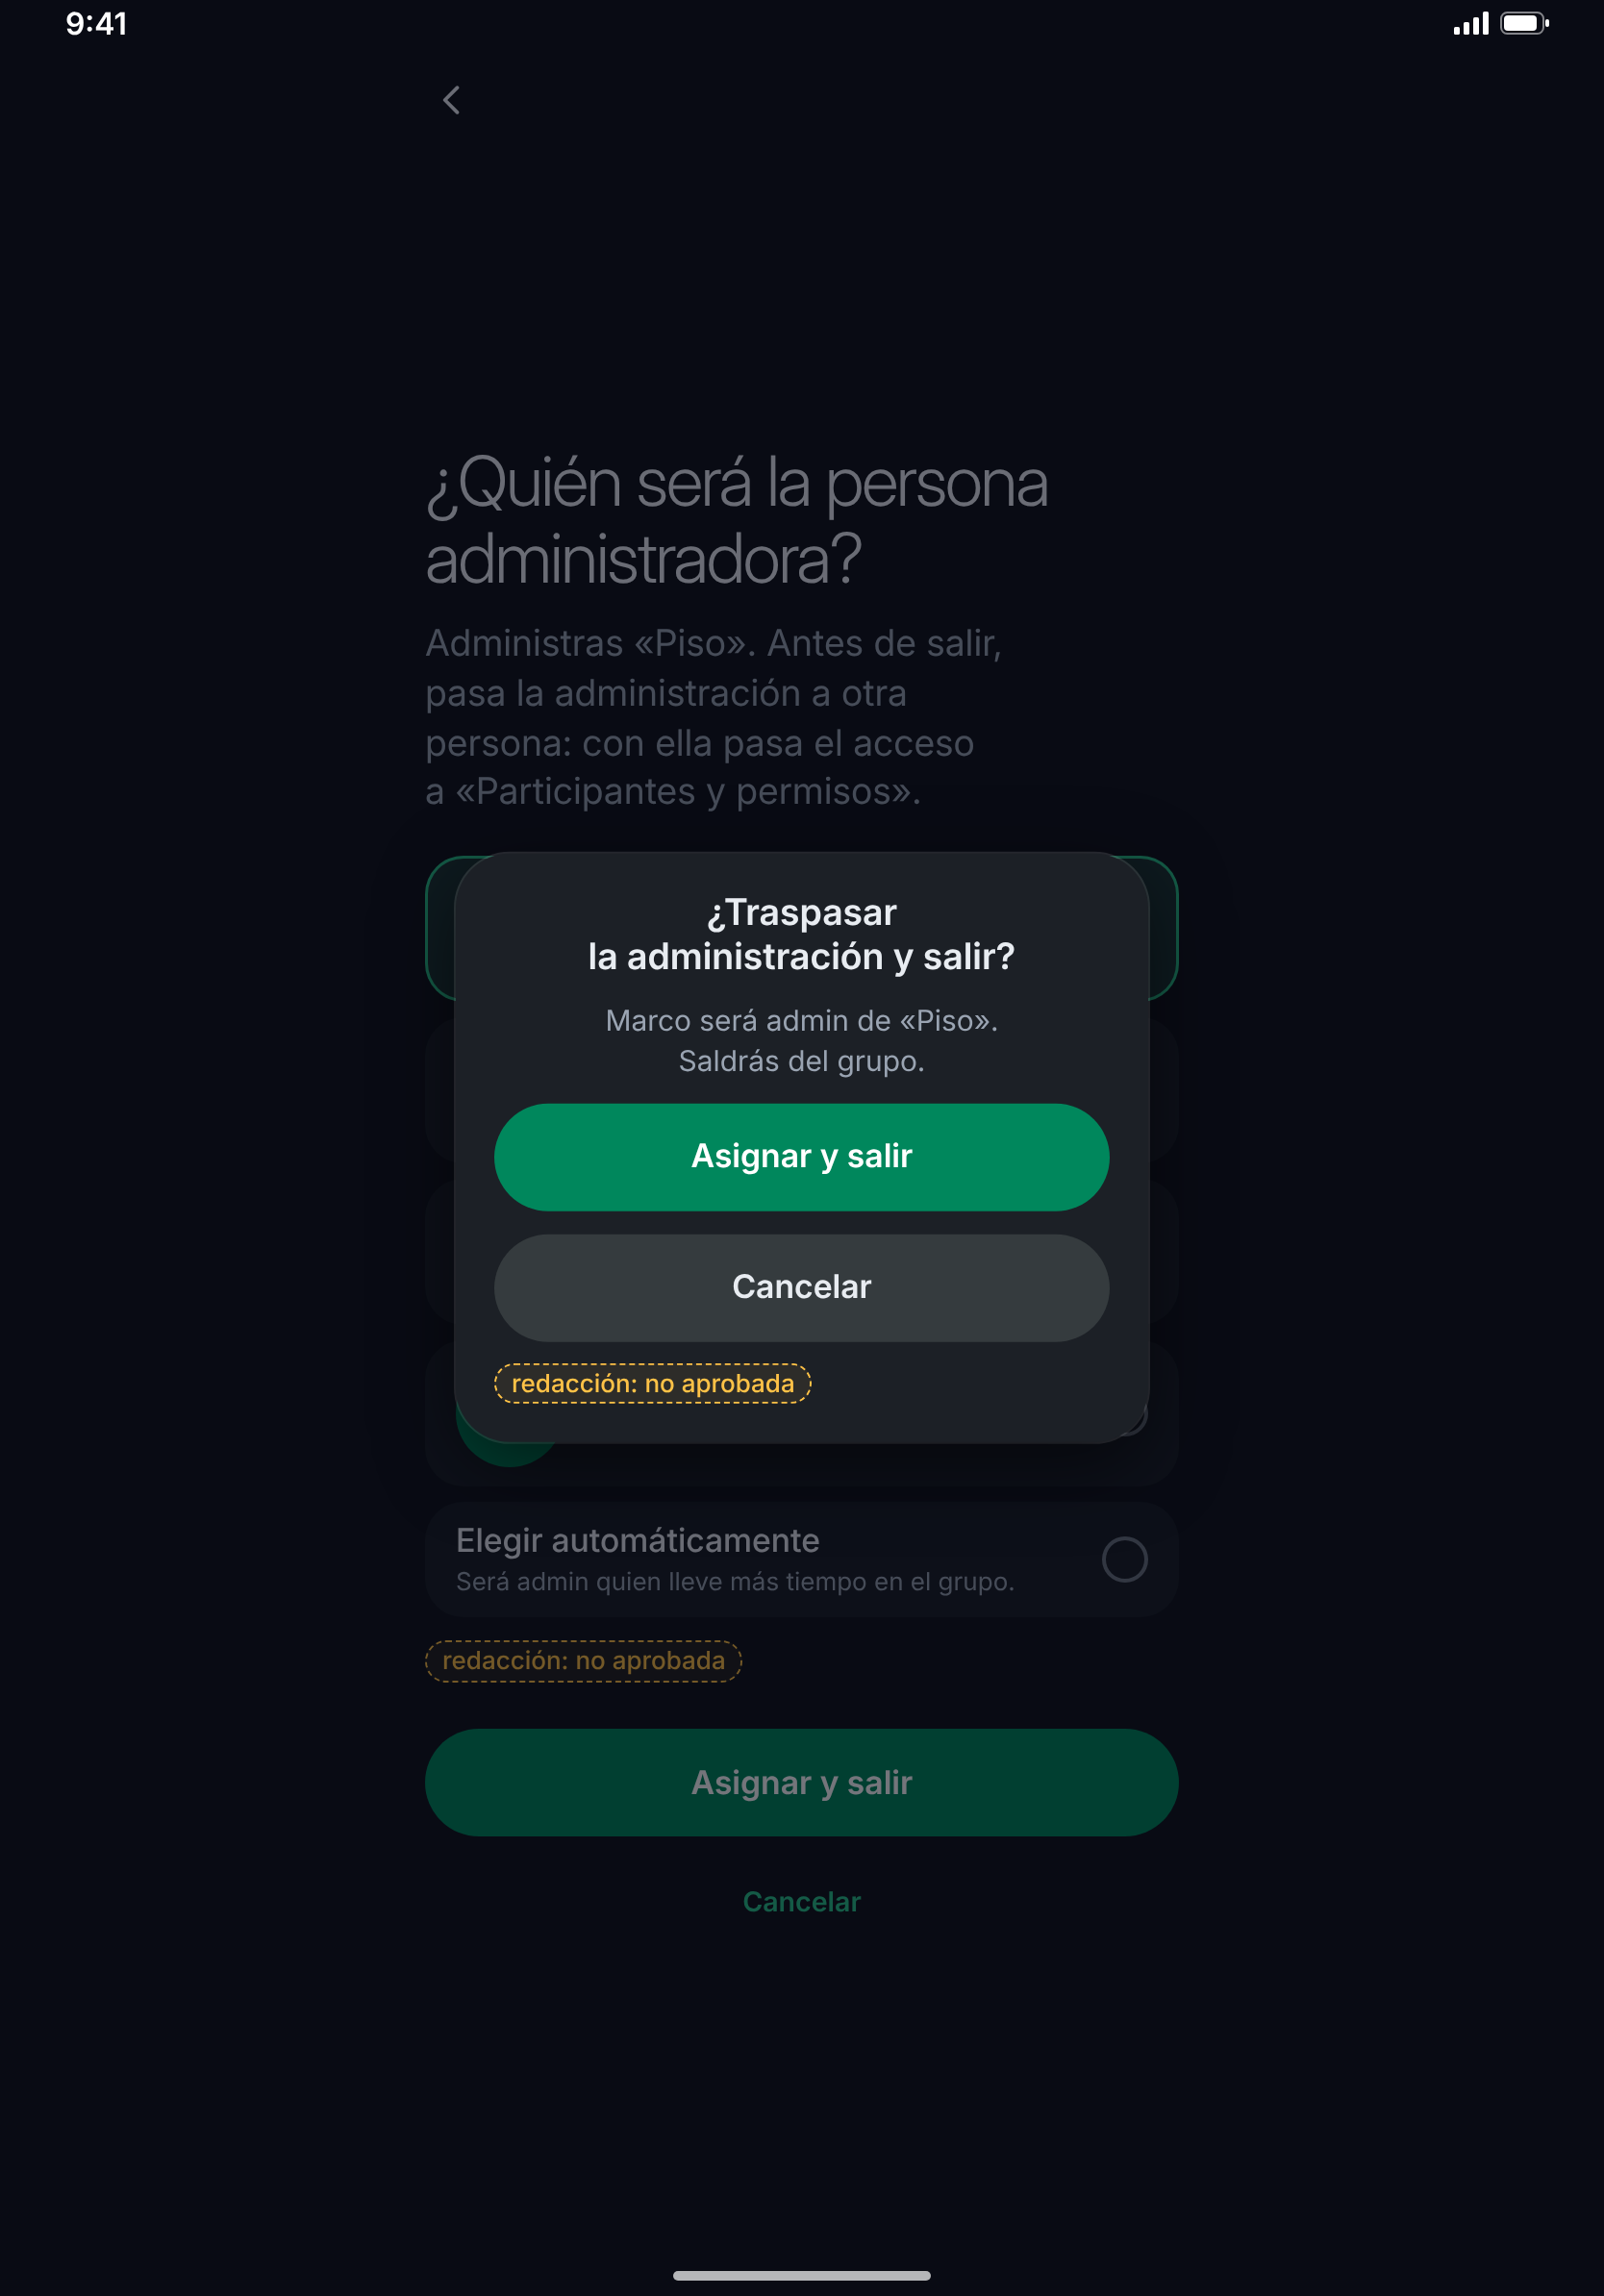 9:41
¿Quién será la persona
administradora?
Administras «Piso». Antes de salir,
pasa la administración a otra
persona: con ella pasa el acceso
a «Participantes y permisos».
¿Traspasar
la administración y salir?
Marco será admin de «Piso».
Saldrás del grupo.
Asignar y salir
Cancelar
redacción: no aprobada
Elegir automáticamente
Será admin quien lleve más tiempo en el grupo.
redacción: no aprobada
Asignar y salir
Cancelar